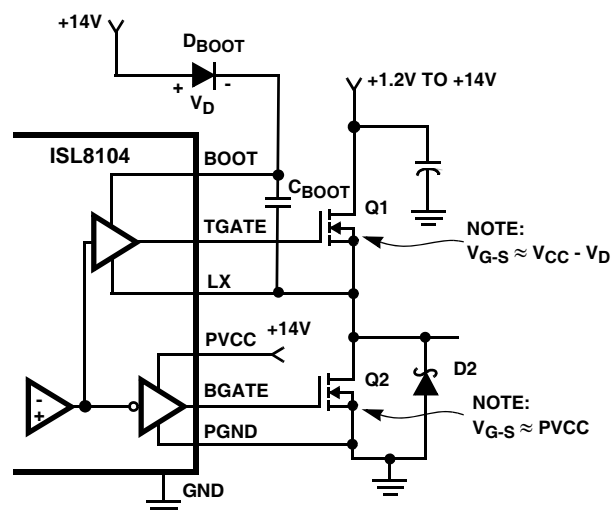 +14V
DBOOT
+ VD -
+1.2V TO +14V
ISL8104
BOOT
CBOOT
Q1
TGATE
NOTE:
VG-S ≈ VCC - VD
LX
PVCC
+14V
Q2
D2
BGATE
- +
NOTE:
VG-S ≈ PVCC
PGND
GND